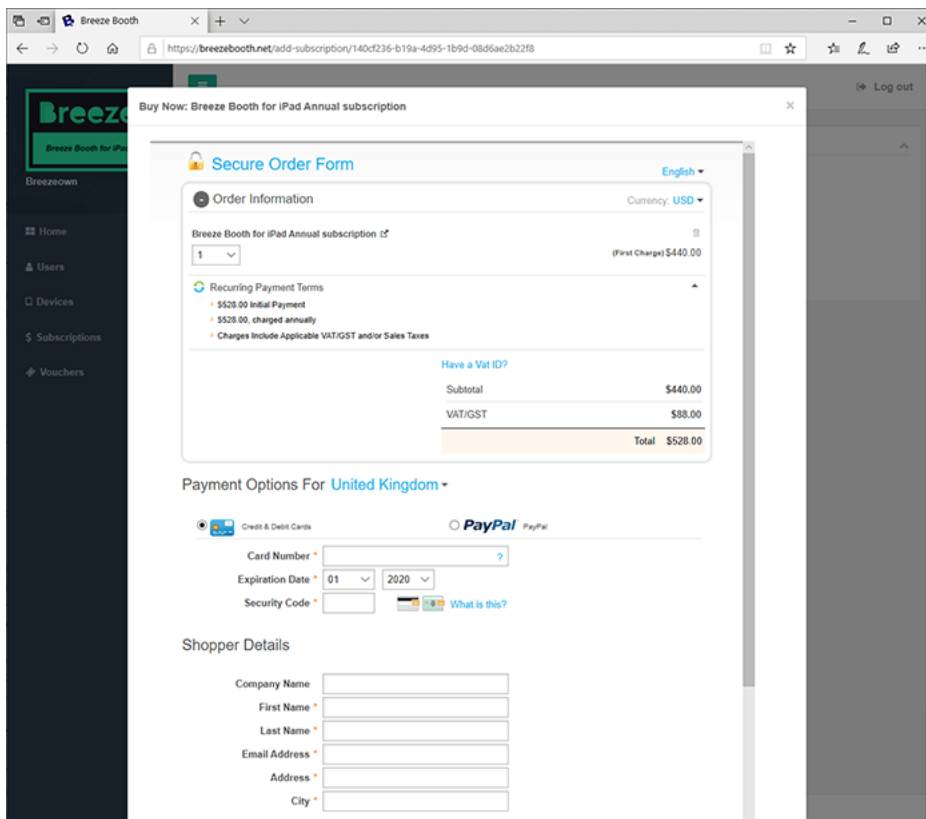 Breeze Booth
https://breezebooth.net/add-subscription/140cf236-b19a-4d95-1b9d-08d6ae2b22f8
Breeze
Breeze Booth for iPad
Breezeown
Log out
Home
Users
Devices
$ Subscriptions
Vouchers
Buy Now: Breeze Booth for iPad Annual subscription
Secure Order Form
English
Order Information
Currency: USD
Breeze Booth for iPad Annual subscription
1
(First Charge) $440.00
Recurring Payment Terms
$528.00 Initial Payment
$528.00, charged annually
Charges Include Applicable VAT/GST and/or Sales Taxes
Have a Vat ID?
Subtotal $440.00
VAT/GST $88.00
Total $528.00
Payment Options For United Kingdom
Credit & Debit Cards
PayPal PayPal
Card Number * ?
Expiration Date * 01 2020
Security Code * What is this?
Shopper Details
Company Name
First Name *
Last Name *
Email Address *
Address *
City *